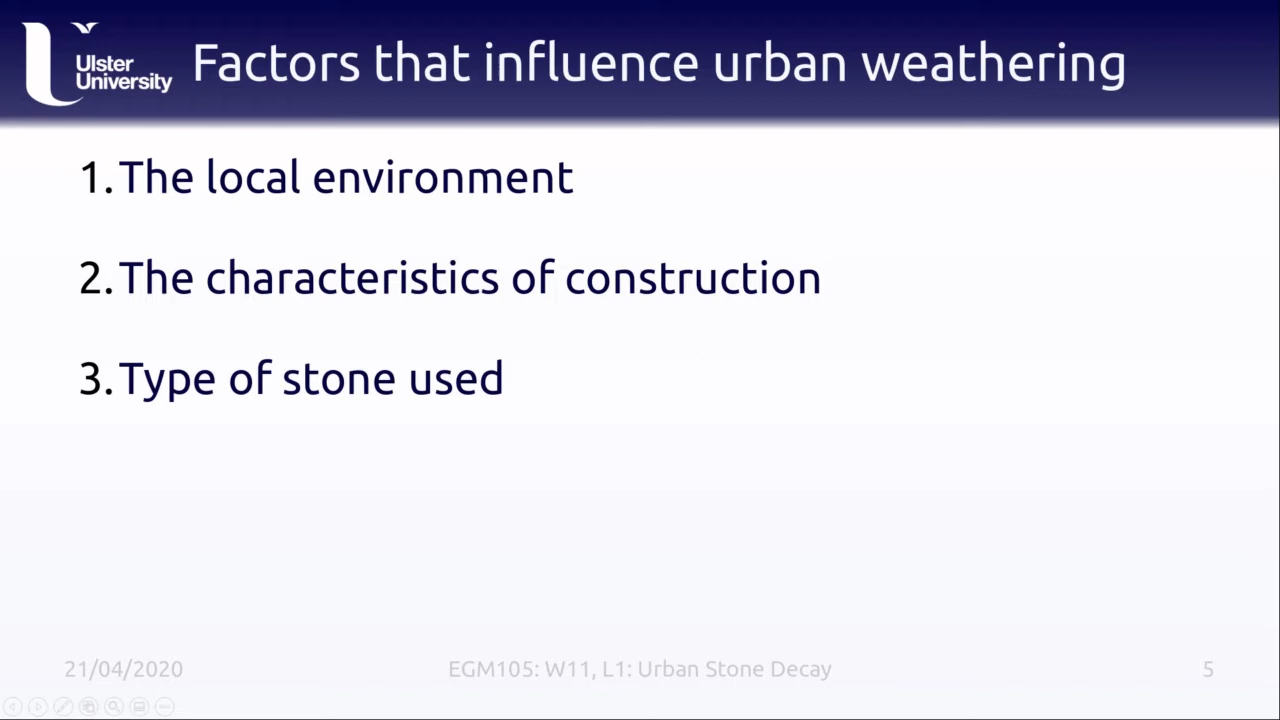 Ulster
University
Factors that influence urban weathering
1. The local environment
2. The characteristics of construction
3. Type of stone used
21/04/2020
EGM105: W11, L1: Urban Stone Decay
5